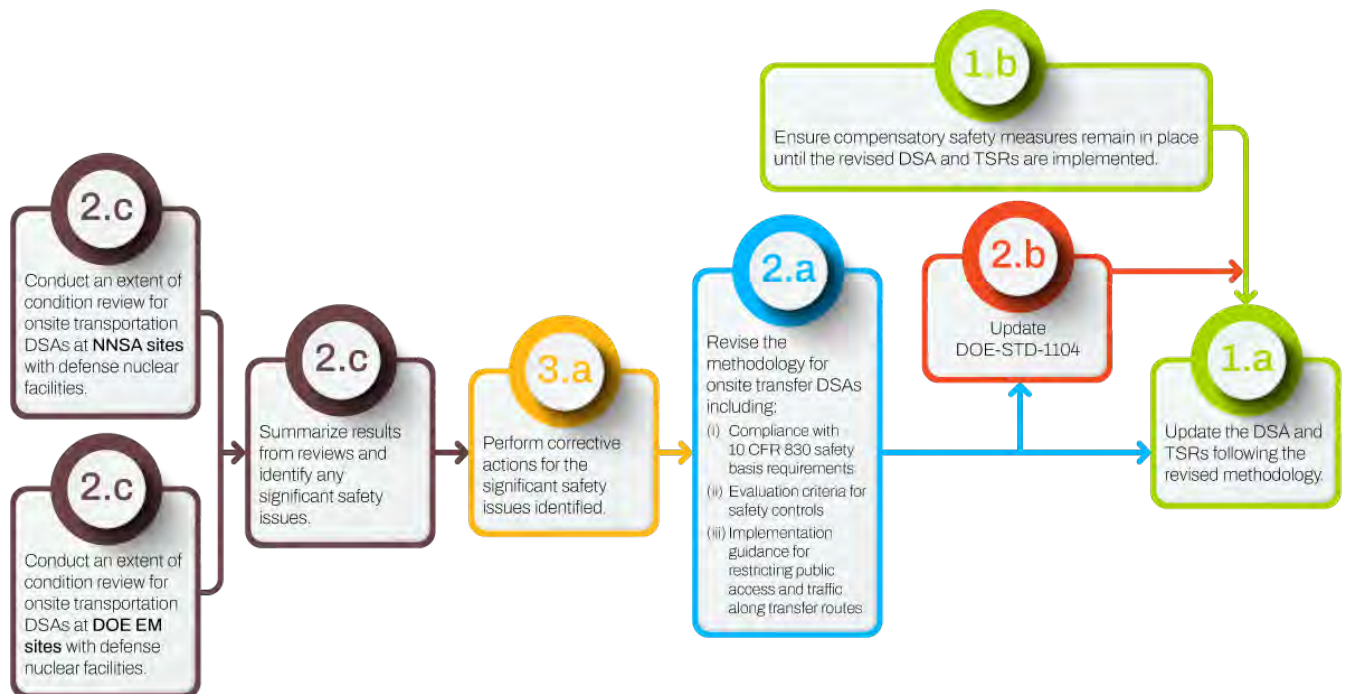 1.b
Ensure compensatory safety measures remain in place
until the revised DSA and TSRs are implemented.
2.c
Conduct an extent of
condition review for
onsite transportation
DSAs at NNSA sites
with defense nuclear
facilities.
2.c
Conduct an extent of
condition review for
onsite transportation
DSAs at DOE EM
sites with defense
nuclear facilities.
2.c
Summarize results
from reviews and
identify any
significant safety
issues.
3.a
Perform corrective
actions for the
significant safety
issues identified.
2.a
Revise the
methodology for
onsite transfer DSAs
including:
(i) Compliance with
10 CFR 830 safety
basis requirements
(ii) Evaluation criteria for
safety controls
(iii) Implementation
guidance for
restricting public
access and traffic
along transfer routes
2.b
Update
DOE-STD-1104
1.a
Update the DSA and
TSRs following the
revised methodology.